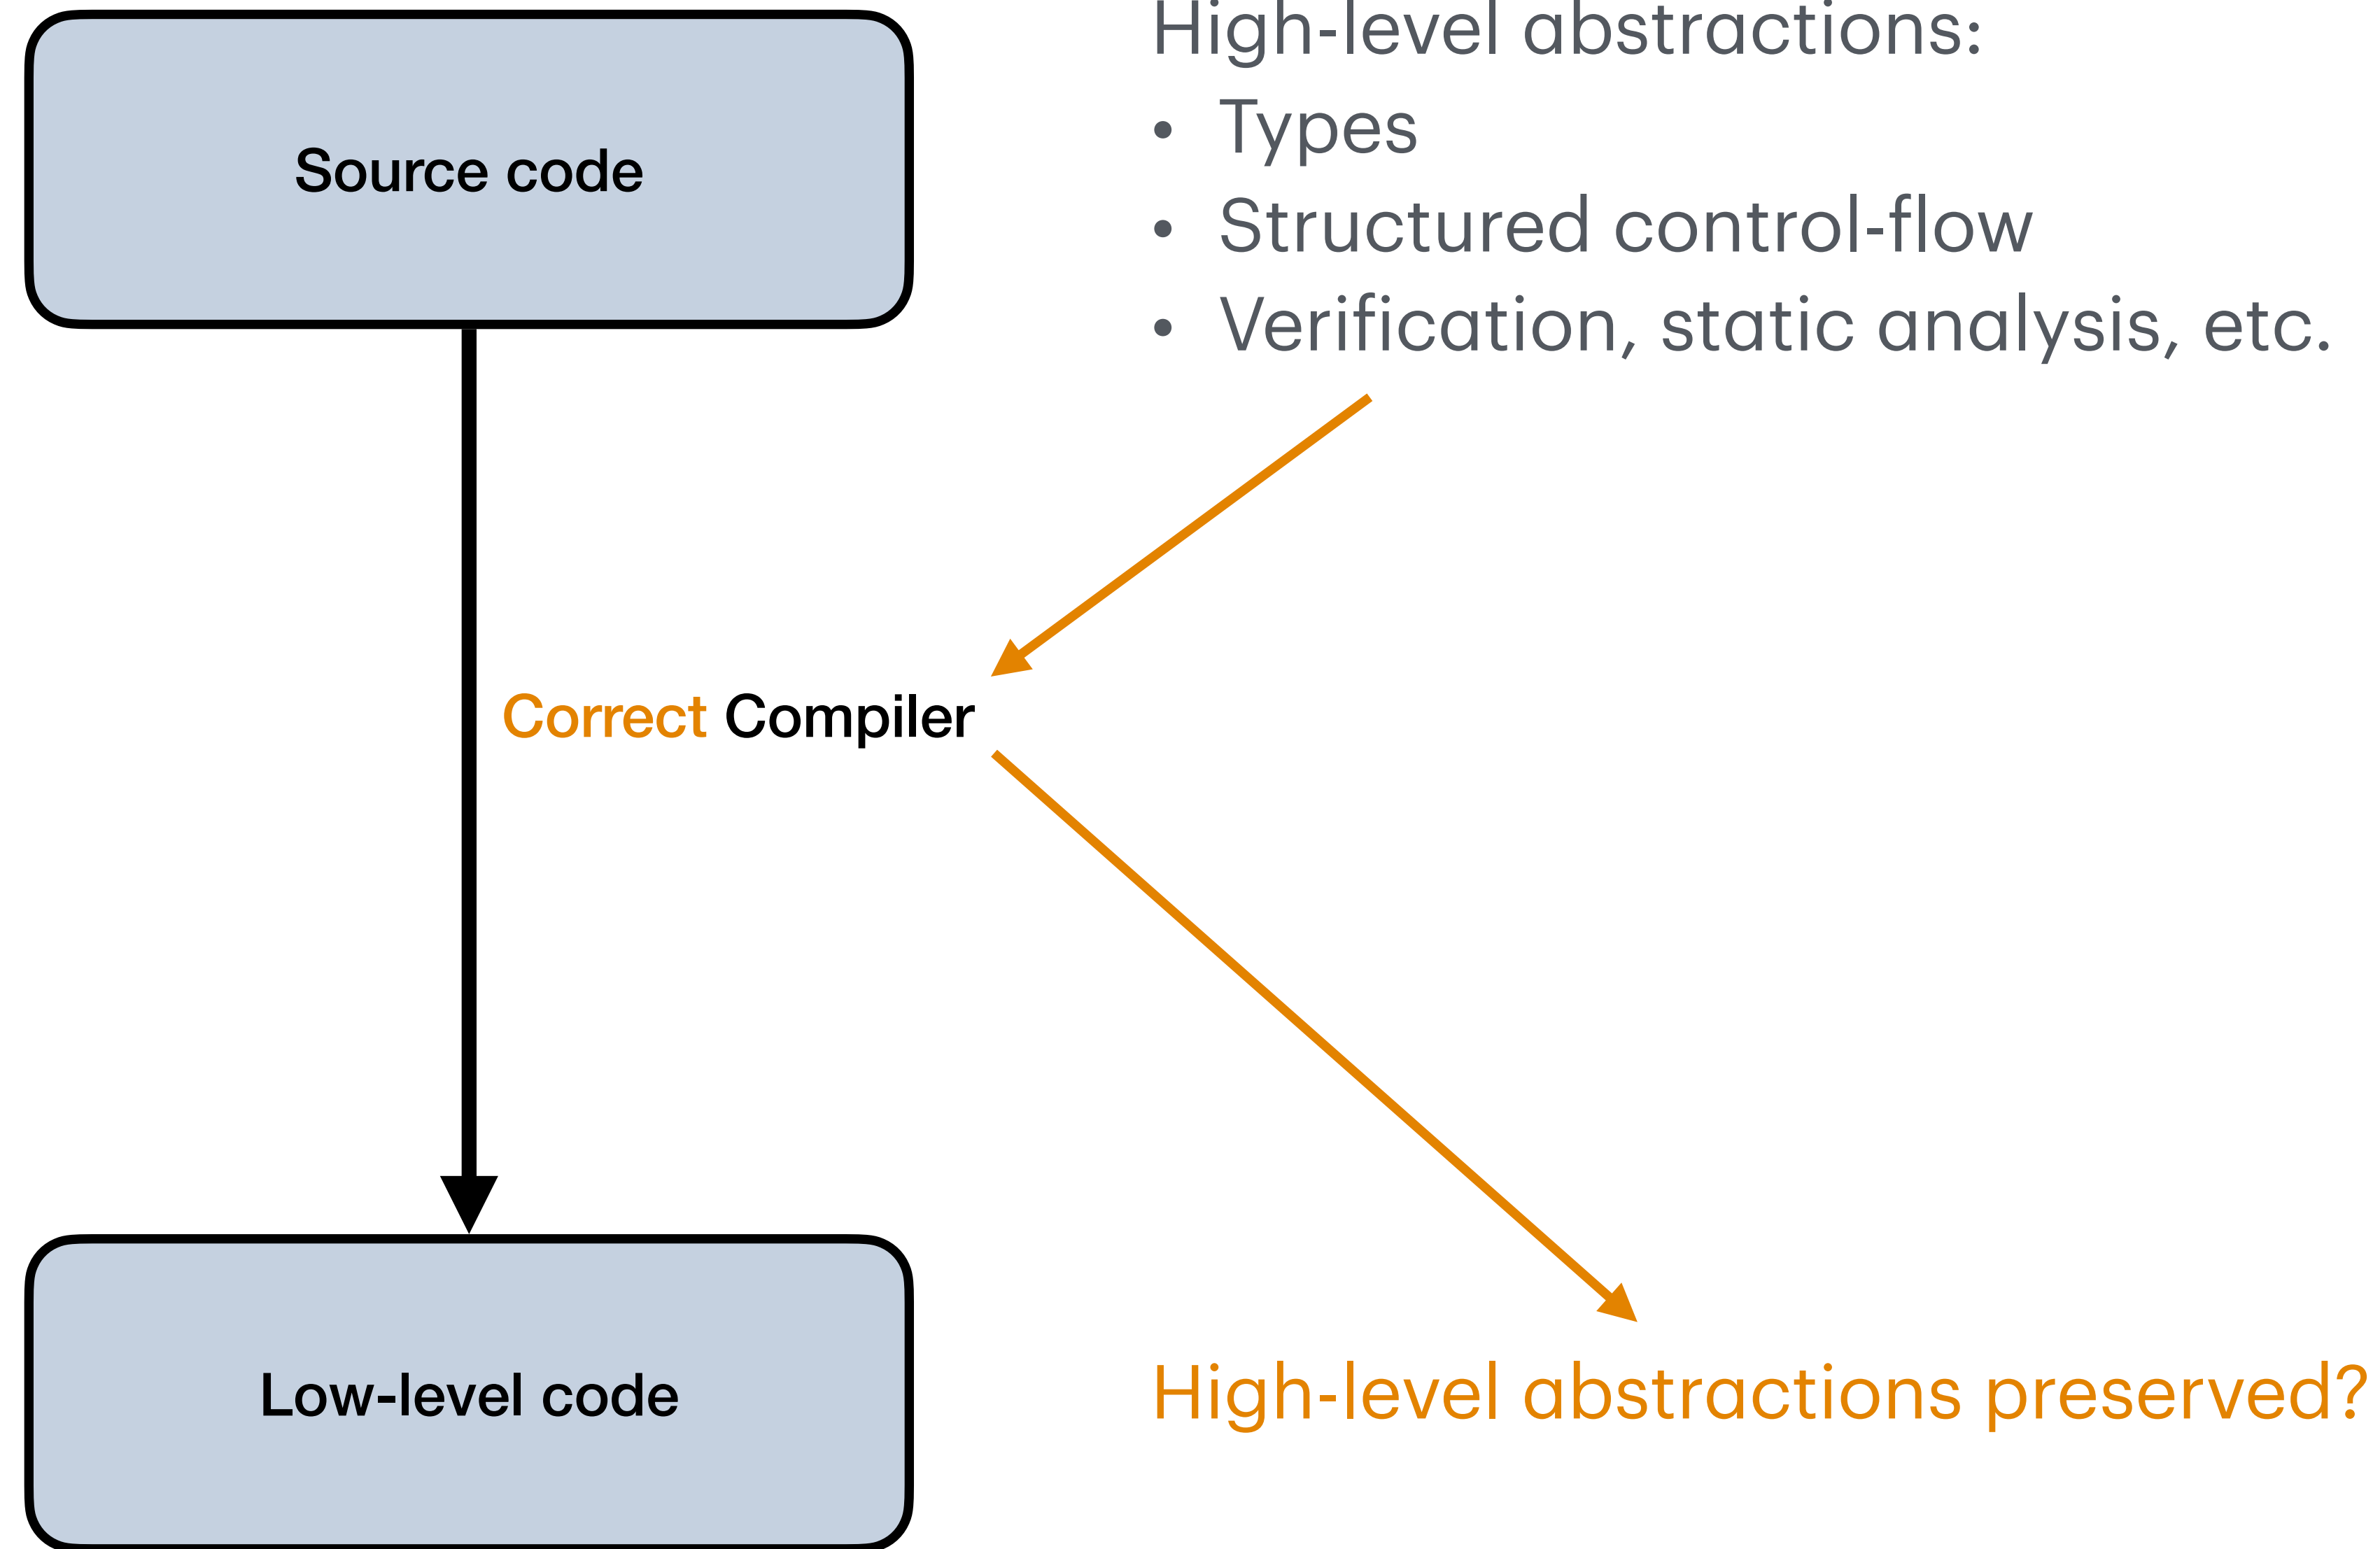 Source code
High-level abstractions:
• Types
• Structured control-flow
• Verification, static analysis, etc.
Correct Compiler
Low-level code
High-level abstractions preserved?